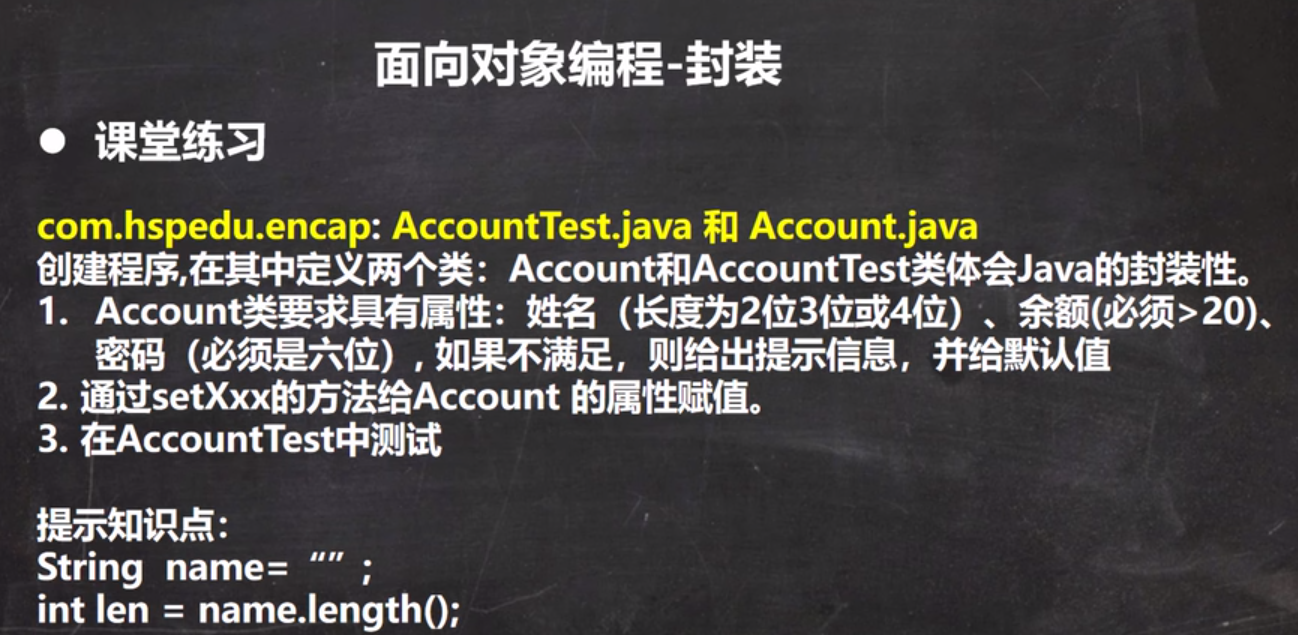 面向对象编程-封装
● 课堂练习
com.hspedu.encap: AccountTest.java 和 Account.java
创建程序,在其中定义两个类：Account和AccountTest类体会Java的封装性。
1. Account类要求具有属性：姓名（长度为2位3位或4位）、余额(必须>20)、
密码（必须是六位）, 如果不满足，则给出提示信息，并给默认值
2. 通过setXxx的方法给Account 的属性赋值。
3. 在AccountTest中测试
提示知识点：
String name= “” ;
int len = name.length();